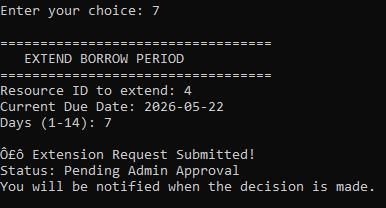 Enter your choice: 7
==================================
EXTEND BORROW PERIOD
==================================
Resource ID to extend: 4
Current Due Date: 2026-05-22
Days (1-14): 7
Ô£ô Extension Request Submitted!
Status: Pending Admin Approval
You will be notified when the decision is made.